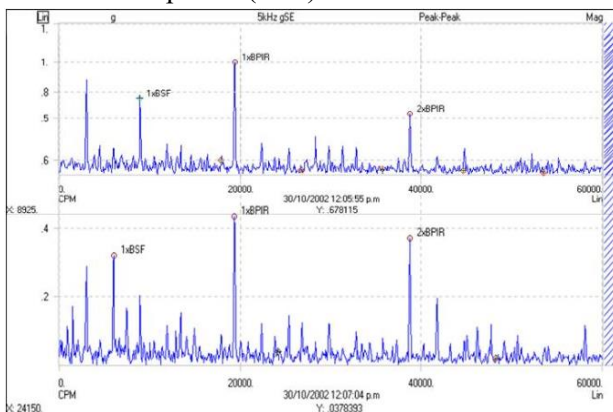 Lin g 5kHz gSE Peak-Peak Mag
1.
1.
1xBPIR
.8
1xBSF
.5
2xBPIR
.6
0. 20000. 40000. 60000.
CPM 30/10/2002 12:05:55 p.m Lin
X: 8925. Y: .678115
1xBPIR
.4
2xBPIR
1xBSF
.2
0. 20000. 40000. 60000.
CPM 30/10/2002 12:07:04 p.m Lin
X: 24150. Y: .0378393